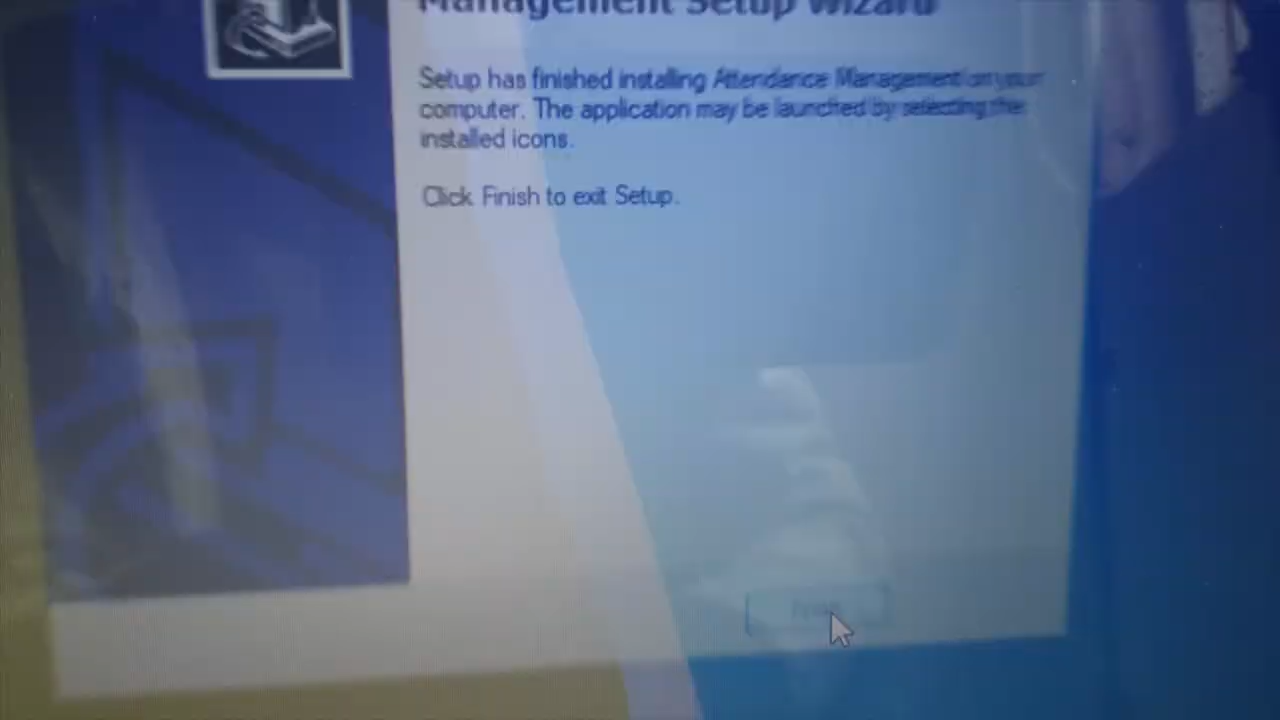 Management Setup Wizard
Setup has finished installing Attendance Management on your
computer. The application may be launched by selecting the
installed icons.
Click Finish to exit Setup.
Finish